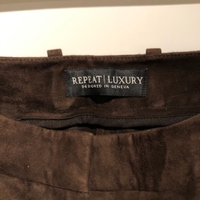 REPEAT | LUXURY
DESIGNED IN GENEVA